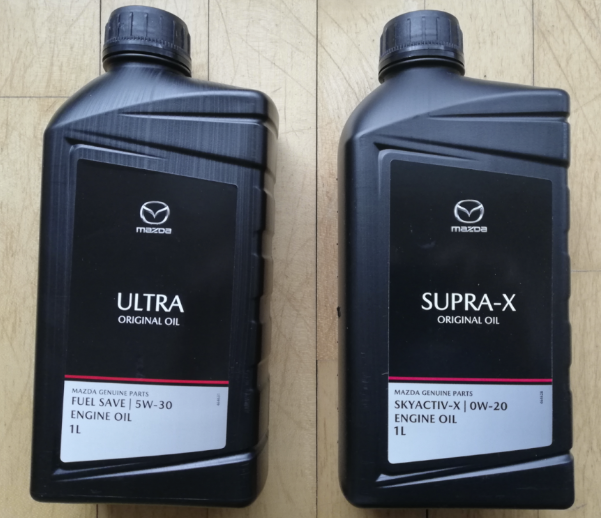 mazda
ULTRA
ORIGINAL OIL
MAZDA GENUINE PARTS
FUEL SAVE | 5W-30
ENGINE OIL
1L
mazda
SUPRA-X
ORIGINAL OIL
MAZDA GENUINE PARTS
SKYACTIV-X | 0W-20
ENGINE OIL
1L